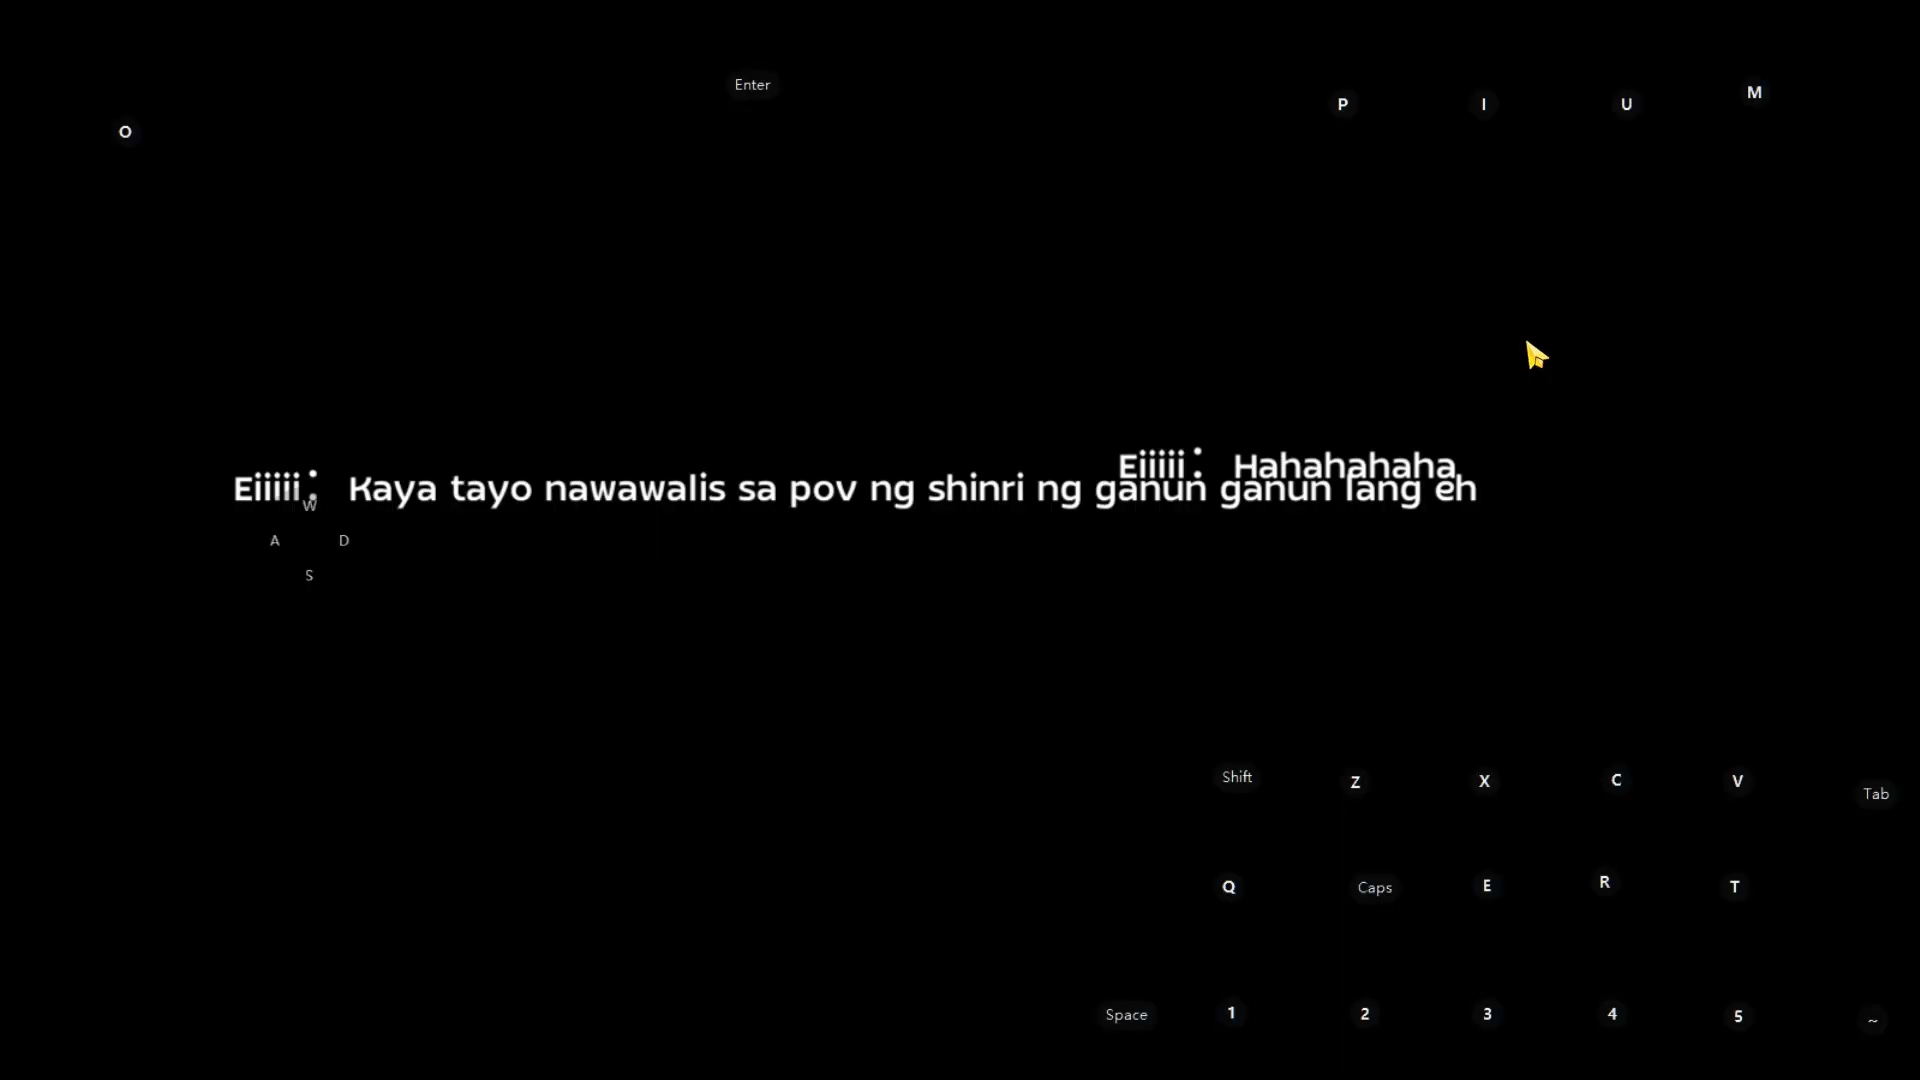 Enter
P I U M
O
Eiiiii: Hahahahaha
Eiiiii: Kaya tayo nawawalis sa pov ng shinri ng ganun ganun lang eh
W
A D
S
Shift Z X C V
Tab
Q Caps E R T
Space 1 2 3 4 5 ~